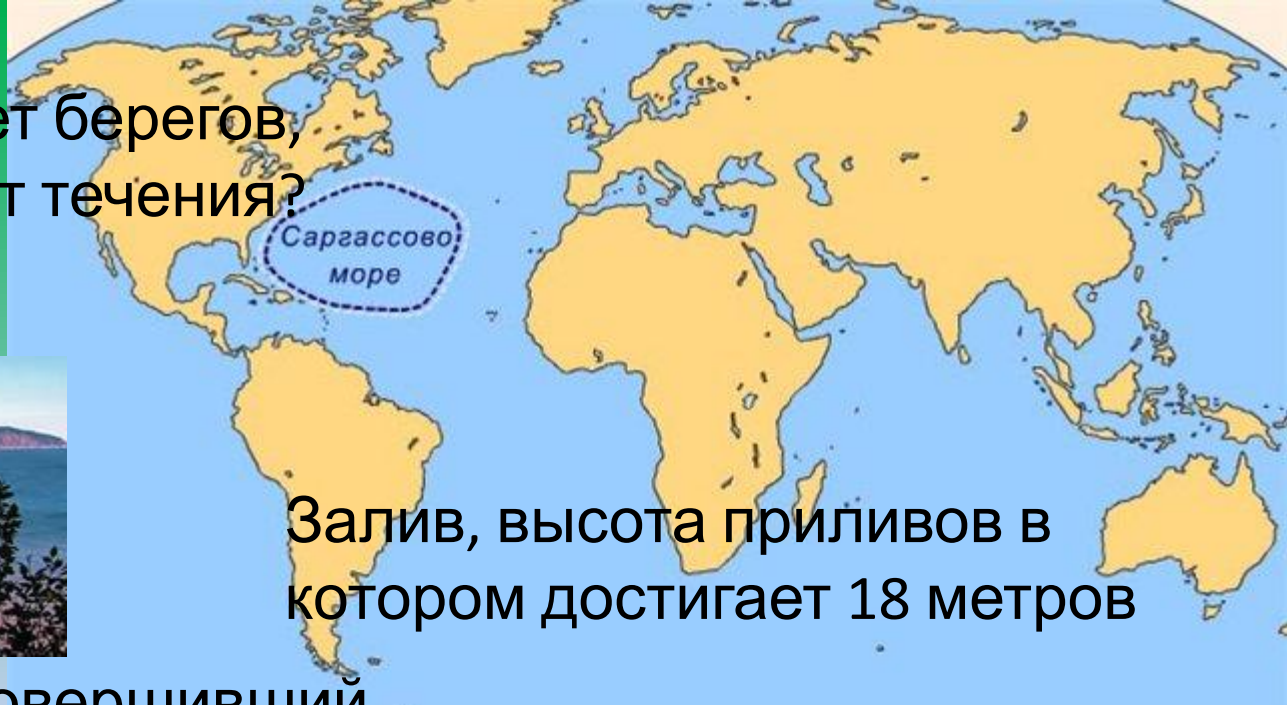 берегов,
течения?
Саргассово
море
Залив, высота приливов в
котором достигает 18 метров